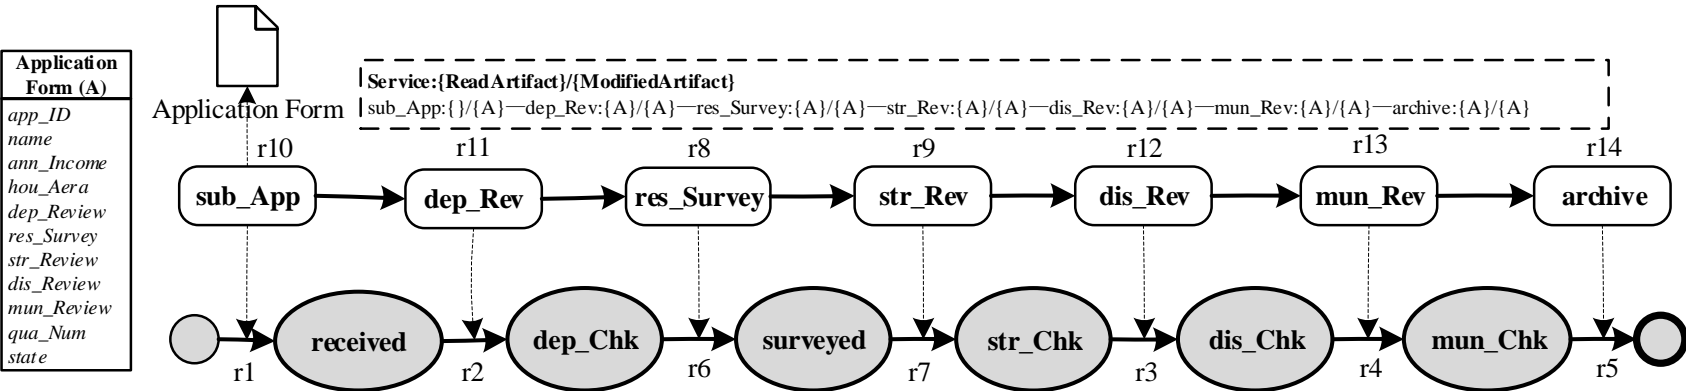 Application
Form (A)
app_ID
name
ann_Income
hou_Aera
dep_Review
res_Survey
str_Review
dis_Review
mun_Review
qua_Num
state
Application Form
Service:{ReadArtifact}/{ModifiedArtifact}
sub_App:{}/{A}—dep_Rev:{A}/{A}—res_Survey:{A}/{A}—str_Rev:{A}/{A}—dis_Rev:{A}/{A}—mun_Rev:{A}/{A}—archive:{A}/{A}
r10 r11 r8 r9 r12 r13 r14
sub_App dep_Rev res_Survey str_Rev dis_Rev mun_Rev archive
received dep_Chk surveyed str_Chk dis_Chk mun_Chk
r1 r2 r6 r7 r3 r4 r5